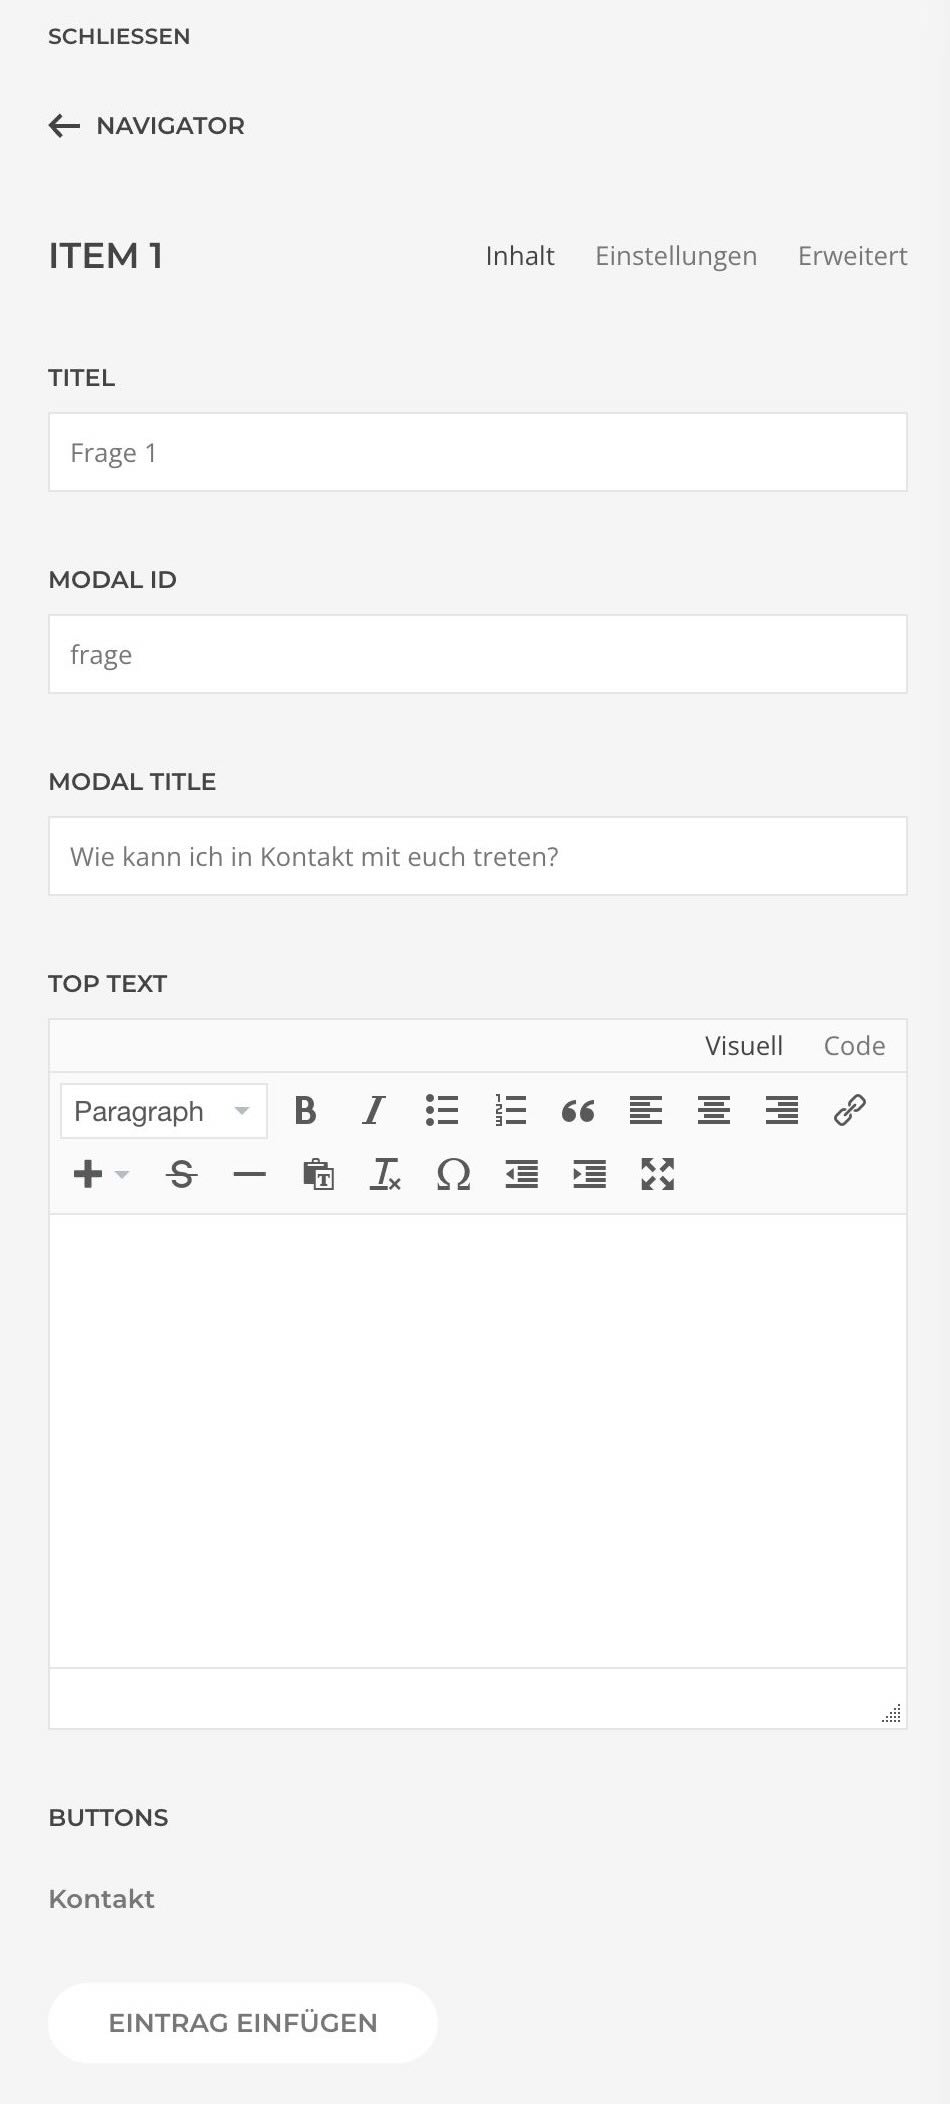 SCHLIESSEN
NAVIGATOR
ITEM 1 Inhalt Einstellungen Erweitert
TITEL
Frage 1
MODAL ID
frage
MODAL TITLE
Wie kann ich in Kontakt mit euch treten?
TOP TEXT
Visuell Code
Paragraph
BUTTONS
Kontakt
EINTRAG EINFÜGEN